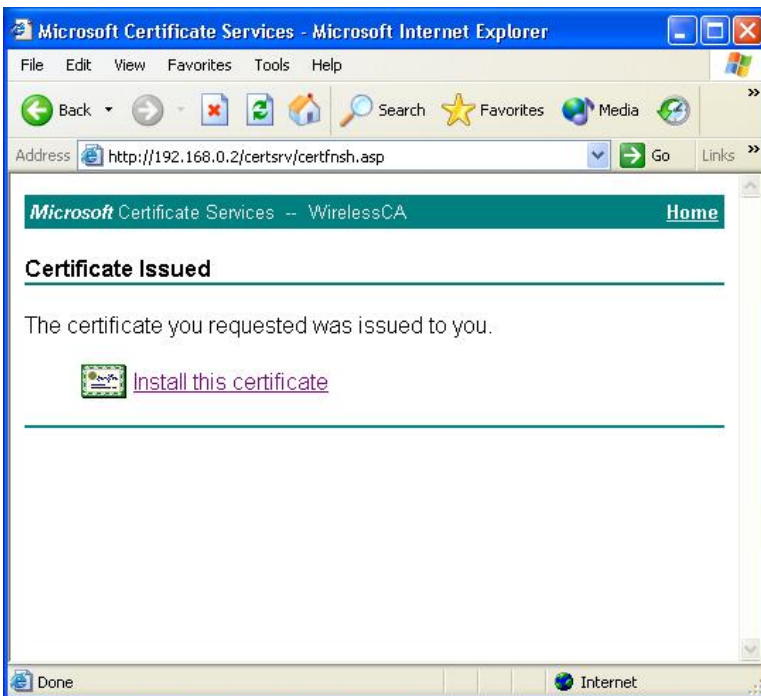 Microsoft Certificate Services - Microsoft Internet Explorer
File Edit View Favorites Tools Help
Back Search Favorites Media »
Address http://192.168.0.2/certsrv/certfnsh.asp Go Links »
Microsoft Certificate Services -- WirelessCA Home
Certificate Issued
The certificate you requested was issued to you.
Install this certificate
Done Internet